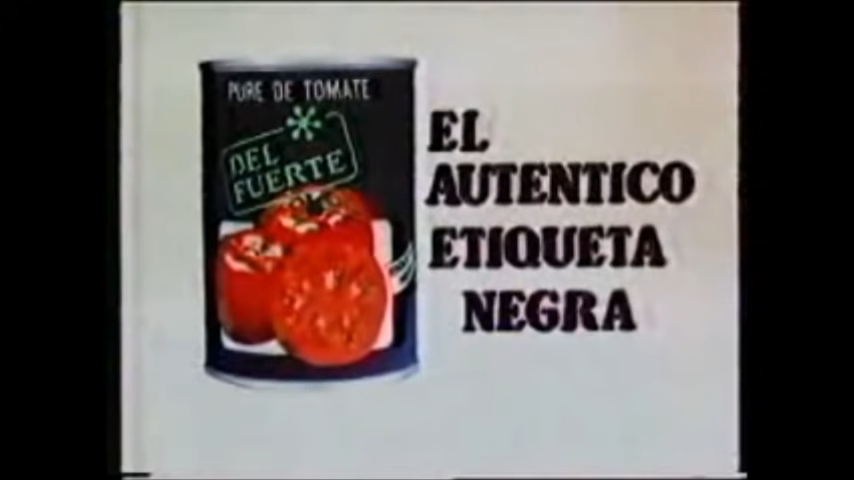 PURE DE TOMATE
DEL
FUERTE
EL
AUTENTICO
ETIQUETA
NEGRA